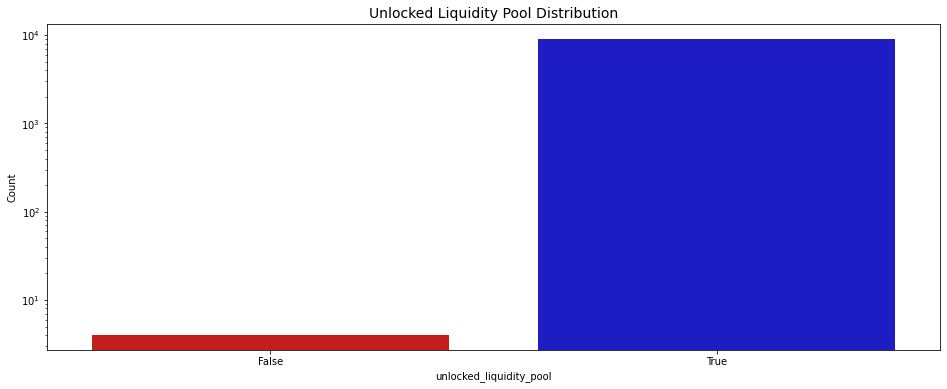 Unlocked Liquidity Pool Distribution
10⁴
10³
10²
10¹
Count
False
True
unlocked_liquidity_pool